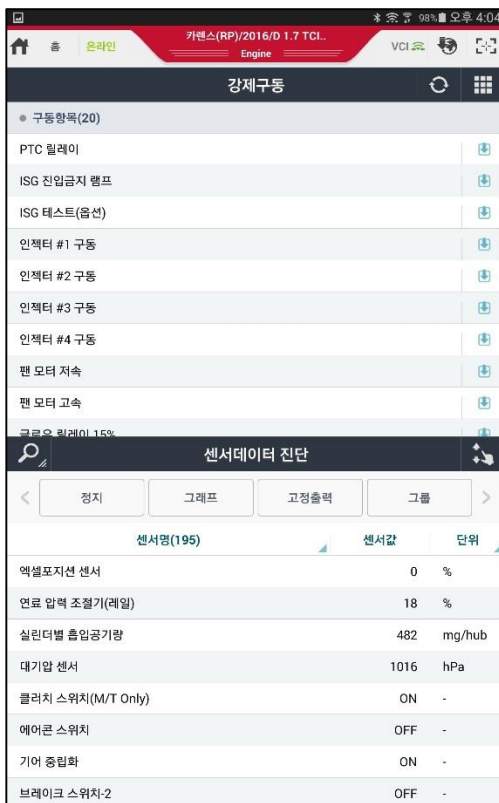 98% 오후 4:04
홈 온라인 카렌스(RP)/2016/D 1.7 TCI.. VCI
Engine
강제구동
구동항목(20)
PTC 릴레이
ISG 진입금지 램프
ISG 테스트(옵션)
인젝터 #1 구동
인젝터 #2 구동
인젝터 #3 구동
인젝터 #4 구동
팬 모터 저속
팬 모터 고속
글로우 릴레이 15%
센서데이터 진단
정지 그래프 고정출력 그룹
센서명(195) 센서값 단위
엑셀포지션 센서 0 %
연료 압력 조절기(레일) 18 %
실린더별 흡입공기량 482 mg/hub
대기압 센서 1016 hPa
클러치 스위치(M/T Only) ON -
에어콘 스위치 OFF -
기어 중립화 ON -
브레이크 스위치-2 OFF -